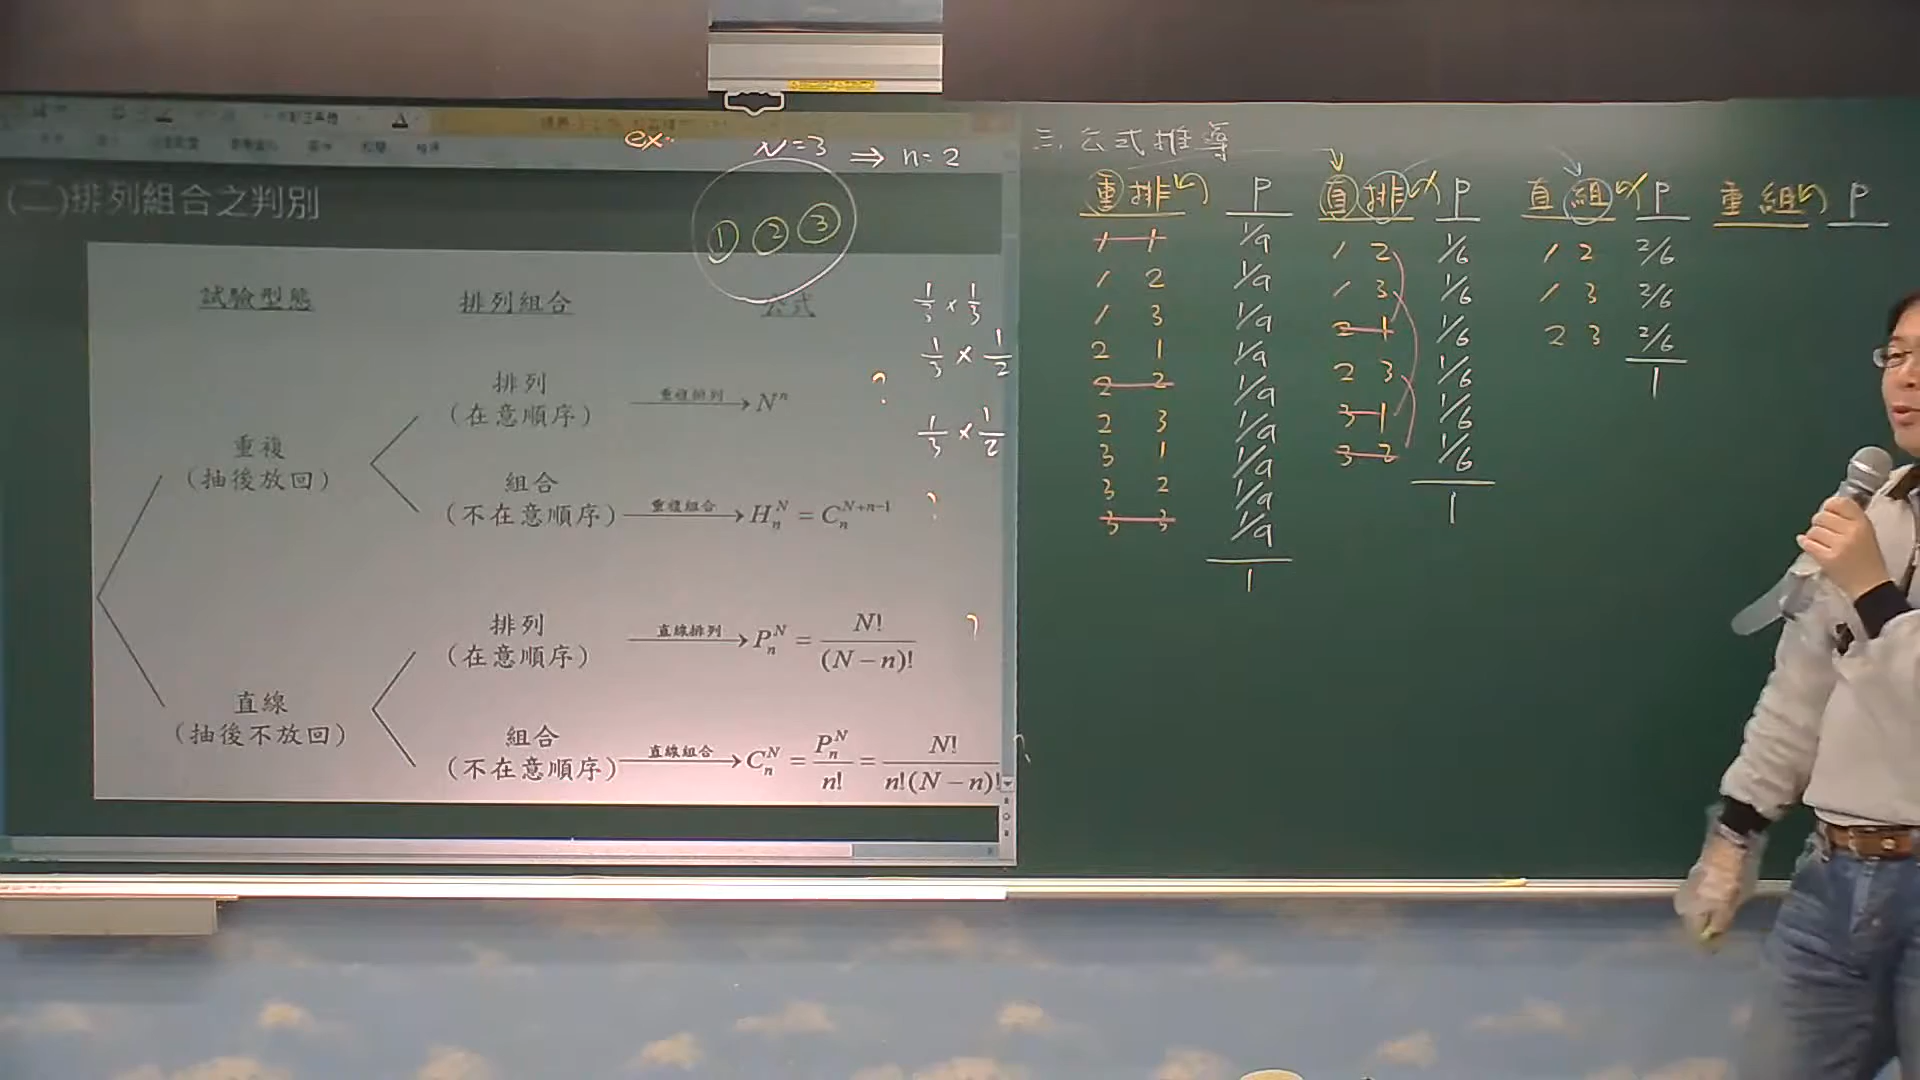 ex:
N=3 ⇒ n=2
① ② ③
(二)排列組合之判別
試驗型態 排列組合 公式
1/3 × 1/3
1/3 × 1/2
1/3 × 1/2
重複
(抽後放回)
排列
(在意順序)
重複排列
N^n
?
組合
(不在意順序)
重複組合
H_n^N = C_n^{N+n-1}
?
直線
(抽後不放回)
排列
(在意順序)
直線排列
P_n^N = N!/(N−n)!
?
組合
(不在意順序)
直線組合
C_n^N = P_n^N/n! = N!/n!(N−n)!
三.公式推導
重排 P
1 1 1/9
1 2 1/9
1 3 1/9
2 1 1/9
2 2 1/9
2 3 1/9
3 1 1/9
3 2 1/9
3 3 1/9
1
直排 P
1 2 1/6
1 3 1/6
2 1 1/6
2 3 1/6
3 1 1/6
3 2 1/6
1
直組 P
1 2 2/6
1 3 2/6
2 3 2/6
1
重組 P